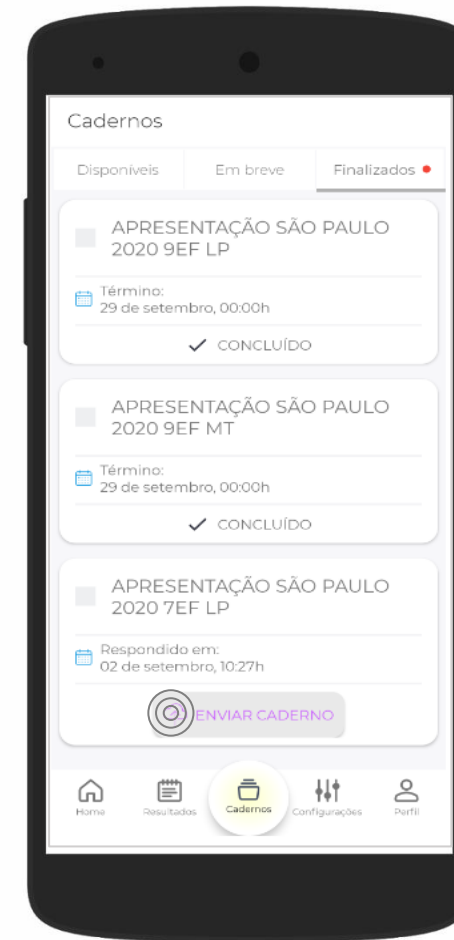 Cadernos
Disponíveis Em breve Finalizados
APRESENTAÇÃO SÃO PAULO
2020 9EF LP
Término:
29 de setembro, 00:00h
CONCLUÍDO
APRESENTAÇÃO SÃO PAULO
2020 9EF MT
Término:
29 de setembro, 00:00h
CONCLUÍDO
APRESENTAÇÃO SÃO PAULO
2020 7EF LP
Respondido em:
02 de setembro, 10:27h
ENVIAR CADERNO
Home Resultados Cadernos Configurações Perfil